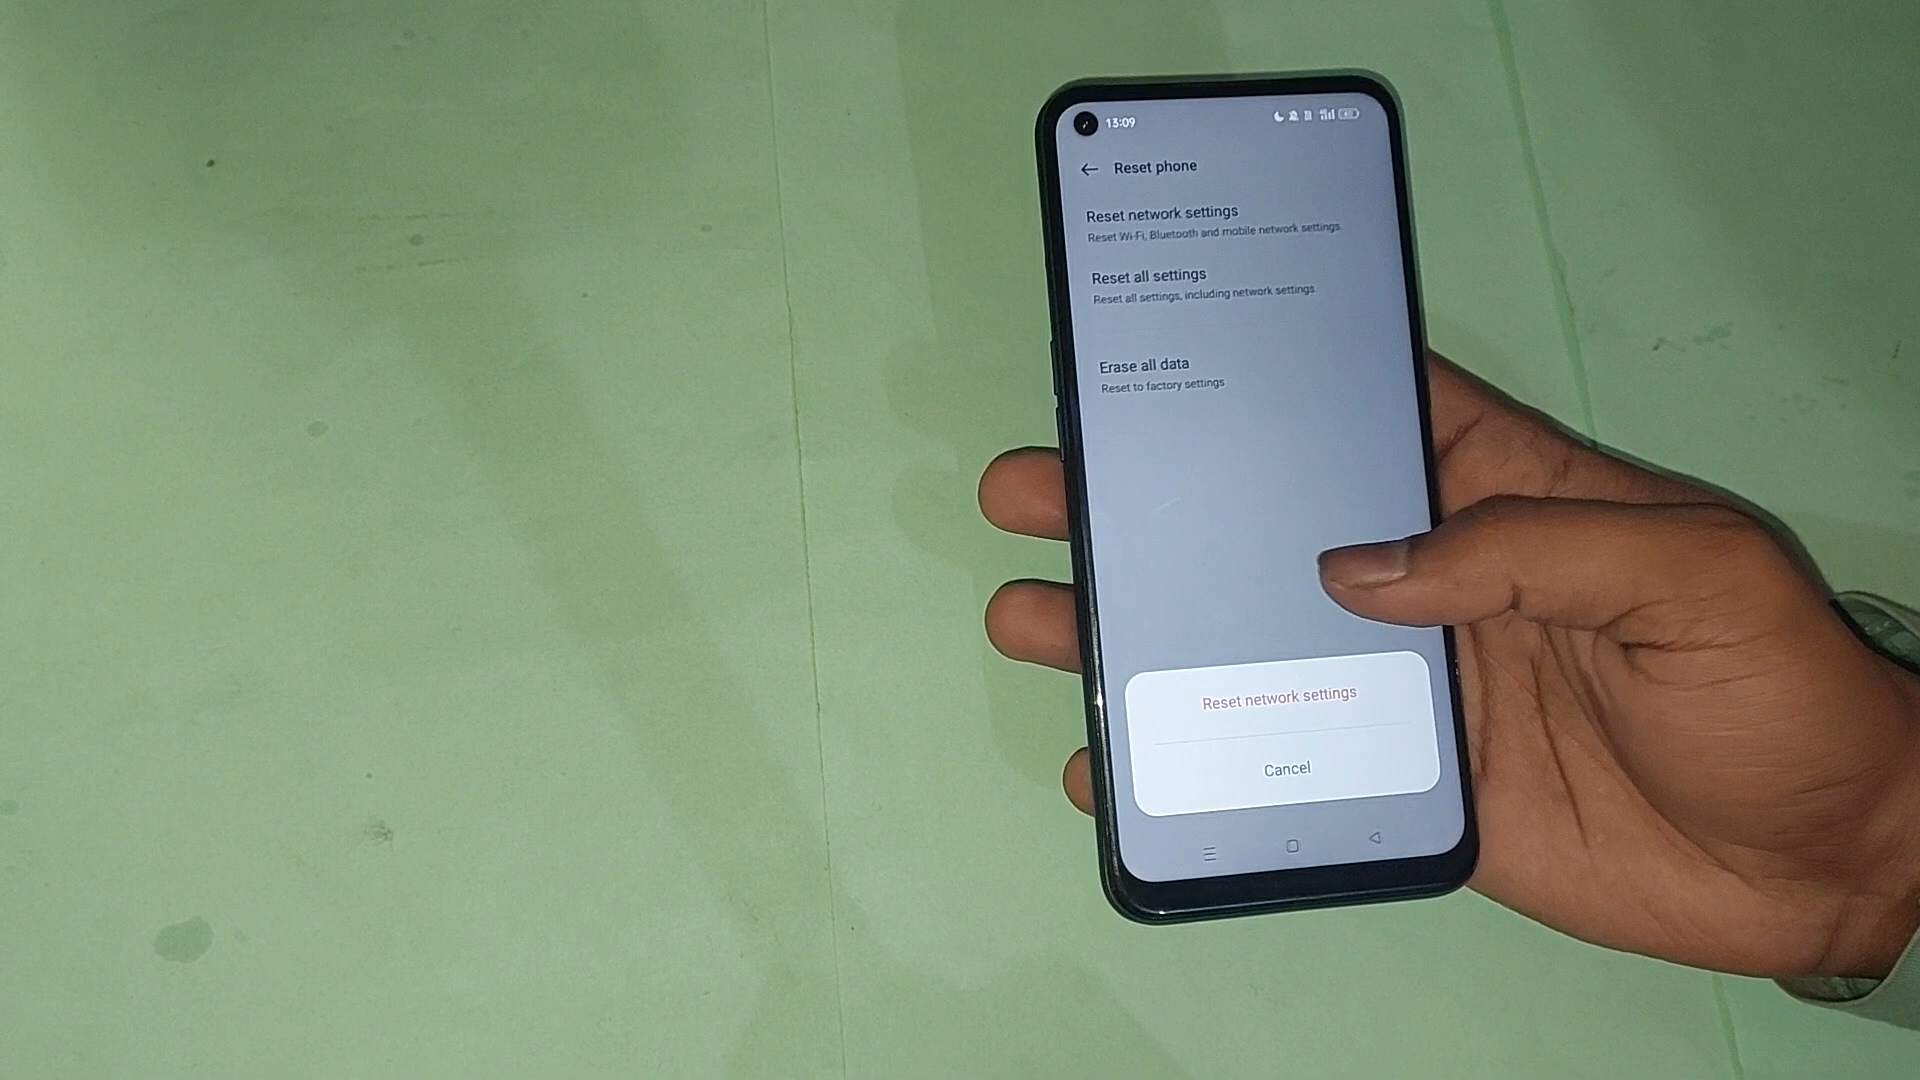 13:09
Reset phone
Reset network settings
Reset Wi-Fi, Bluetooth and mobile network settings
Reset all settings
Reset all settings, including network settings
Erase all data
Reset to factory settings
Reset network settings
Cancel